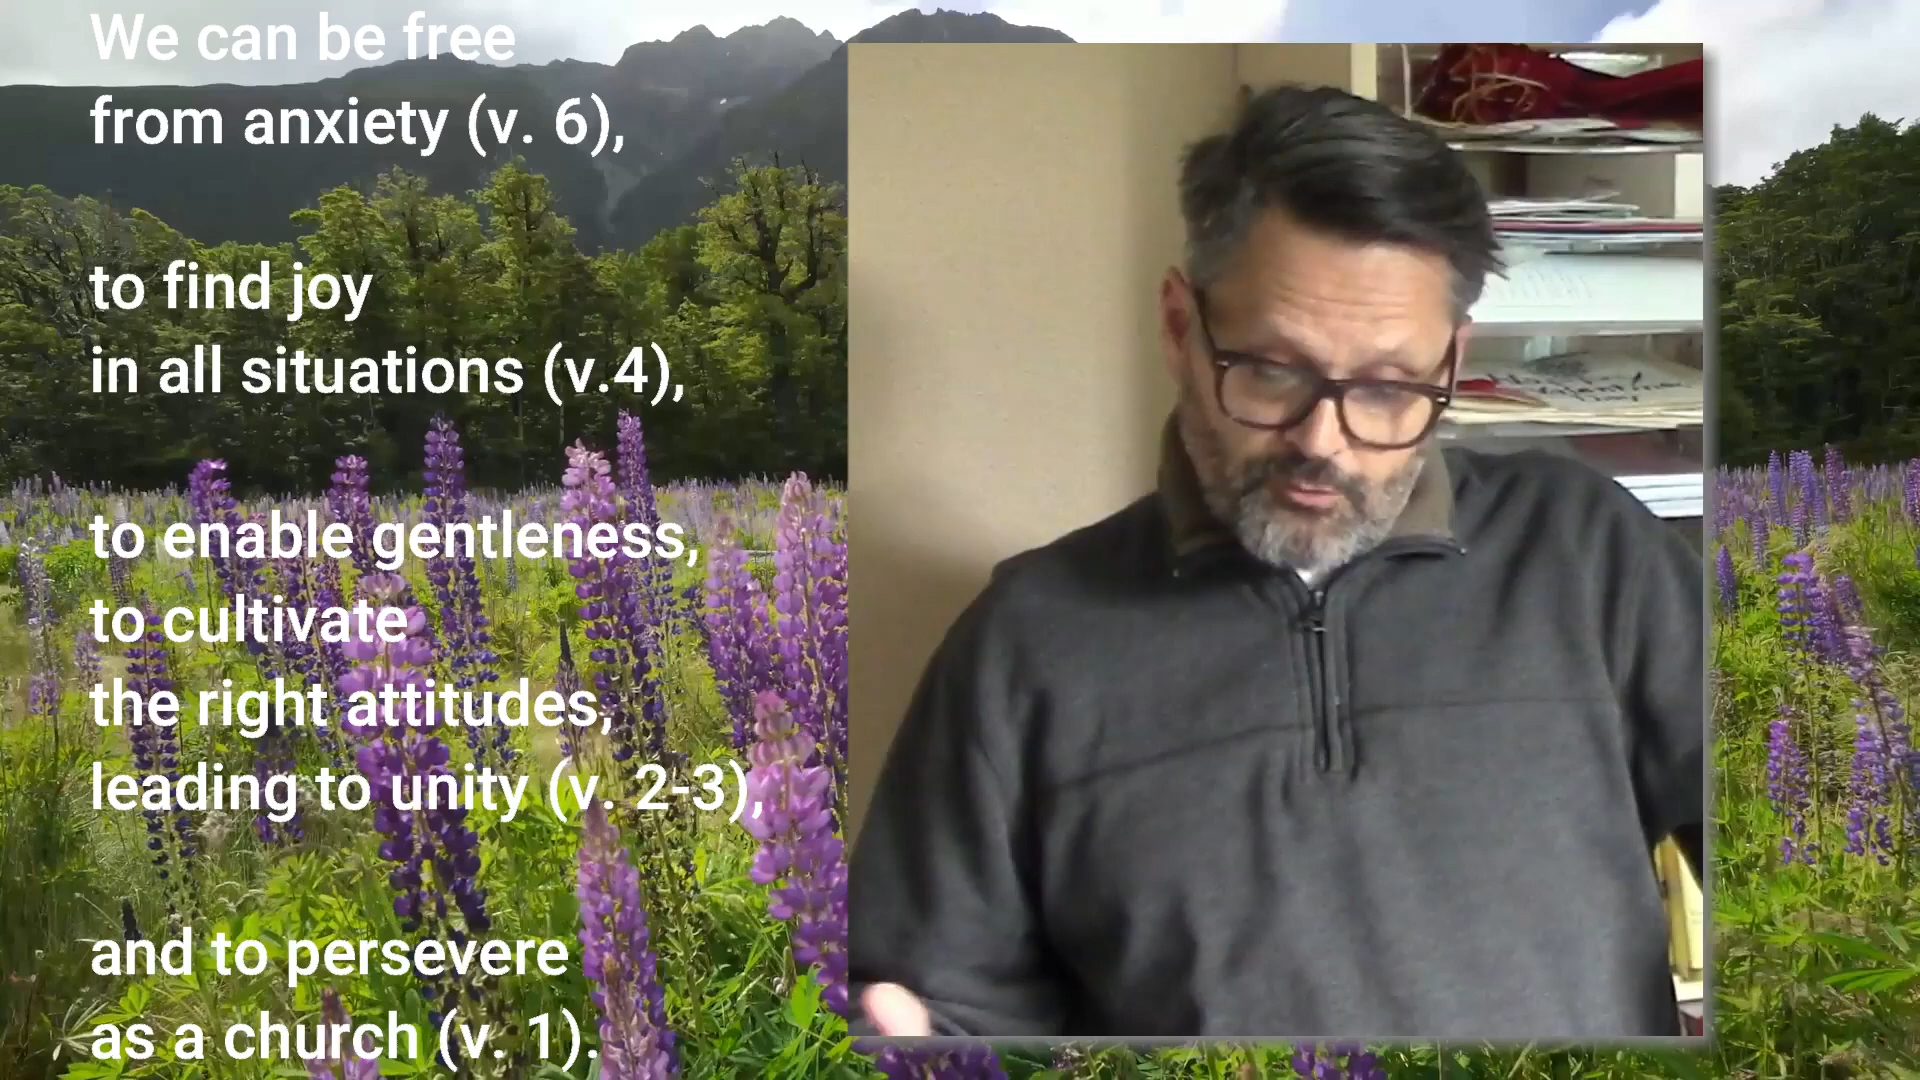 We can be free
from anxiety (v. 6),
to find joy
in all situations (v.4),
to enable gentleness,
to cultivate
the right attitudes,
leading to unity (v. 2-3),
and to persevere
as a church (v. 1).